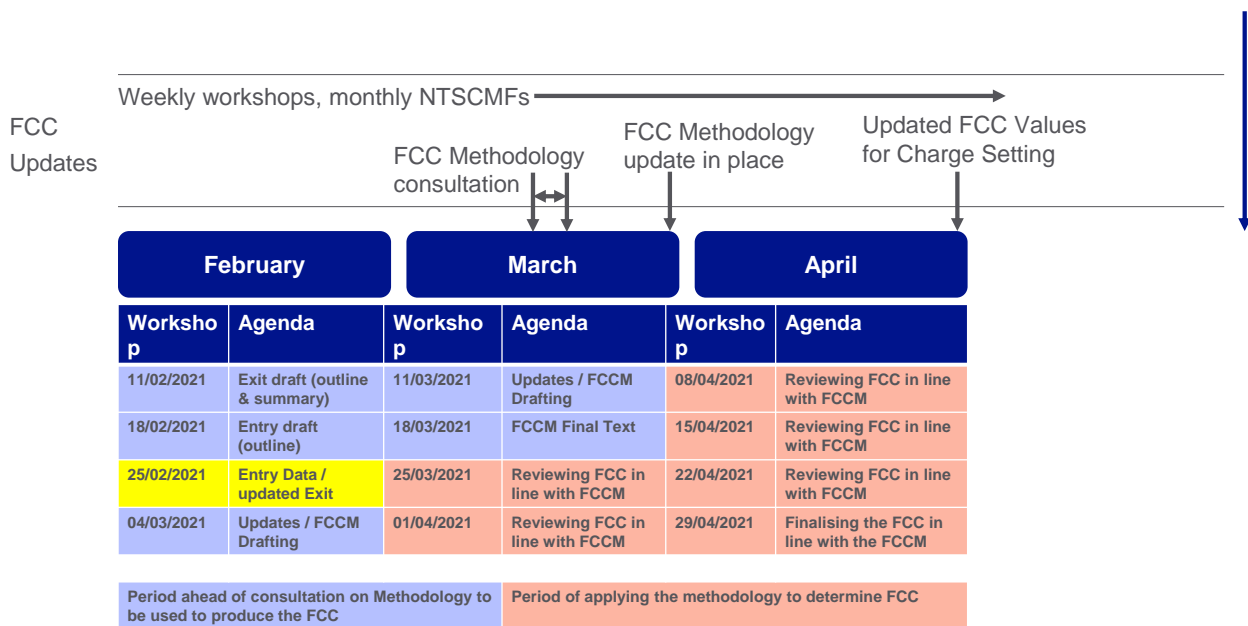 Weekly workshops, monthly NTSCMFs
FCC
Updates
FCC Methodology
consultation
FCC Methodology
update in place
Updated FCC Values
for Charge Setting
February
March
April
Worksho
p
Agenda
Worksho
p
Agenda
Worksho
p
Agenda
11/02/2021
Exit draft (outline
& summary)
11/03/2021
Updates / FCCM
Drafting
08/04/2021
Reviewing FCC in line
with FCCM
18/02/2021
Entry draft
(outline)
18/03/2021
FCCM Final Text
15/04/2021
Reviewing FCC in line
with FCCM
25/02/2021
Entry Data /
updated Exit
25/03/2021
Reviewing FCC in
line with FCCM
22/04/2021
Reviewing FCC in line
with FCCM
04/03/2021
Updates / FCCM
Drafting
01/04/2021
Reviewing FCC in
line with FCCM
29/04/2021
Finalising the FCC in
line with the FCCM
Period ahead of consultation on Methodology to
be used to produce the FCC
Period of applying the methodology to determine FCC